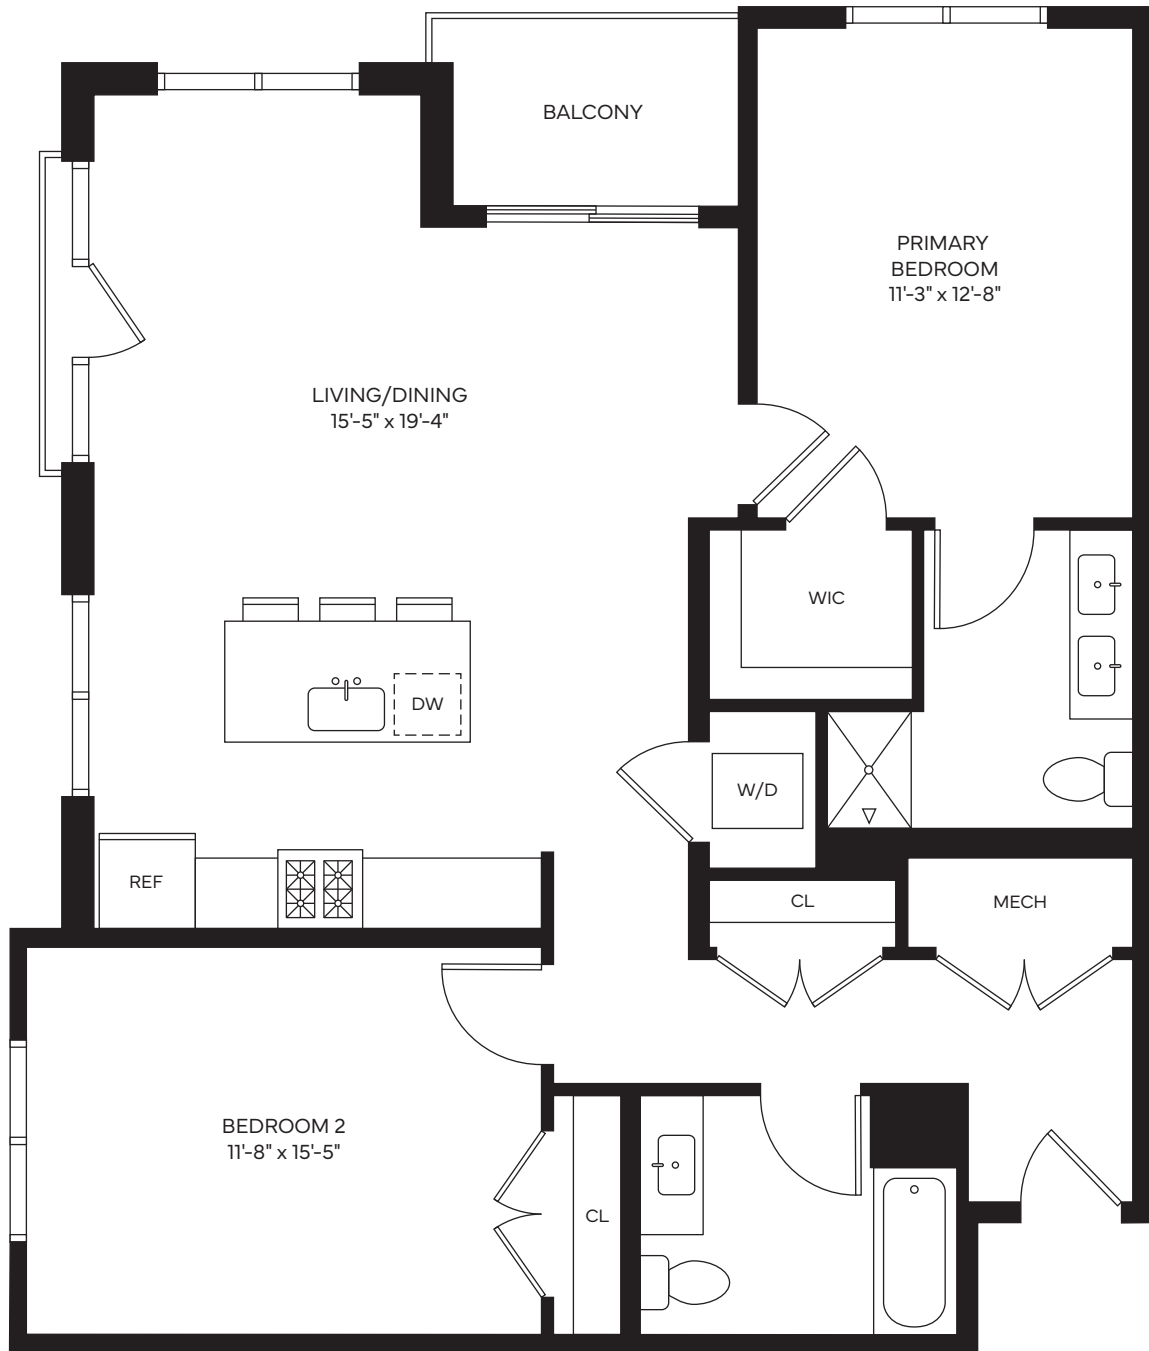 BALCONY
PRIMARY
BEDROOM
11'-3" x 12'-8"
LIVING/DINING
15'-5" x 19'-4"
WIC
DW
W/D
REF
CL
MECH
BEDROOM 2
11'-8" x 15'-5"
CL